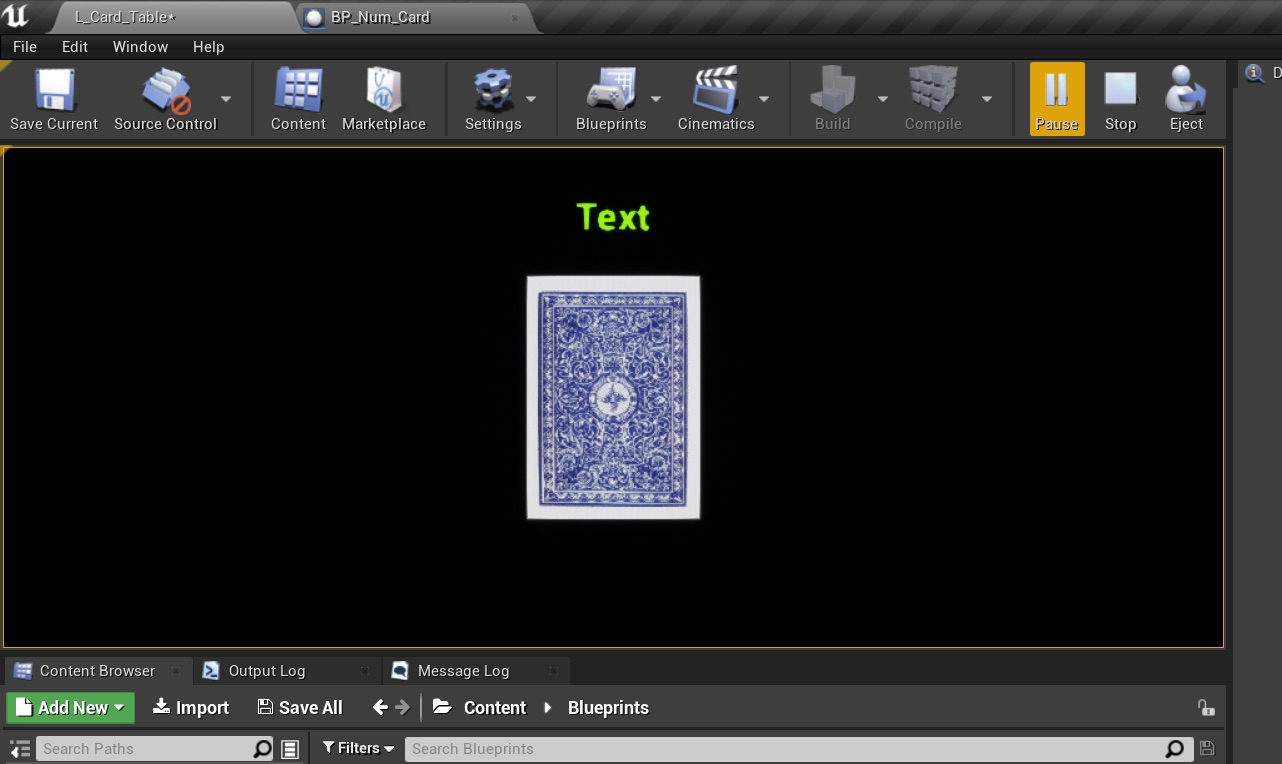 L_Card_Table*
BP_Num_Card
File Edit Window Help
Save Current Source Control Content Marketplace Settings Blueprints Cinematics Build Compile Pause Stop Eject
D
Text
Content Browser Output Log Message Log
Add New Import Save All Content Blueprints
Search Paths Filters Search Blueprints